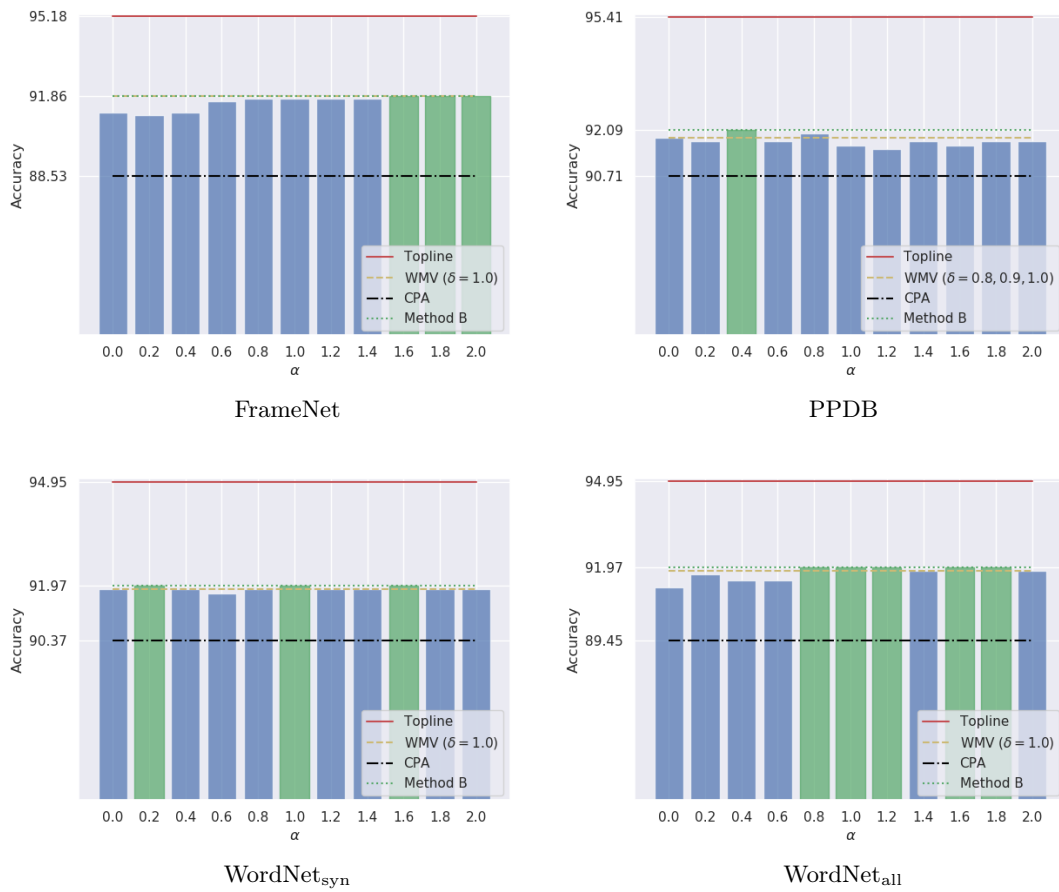 95.18
91.86
88.53
Accuracy
Topline
WMV (δ = 1.0)
CPA
Method B
0.0 0.2 0.4 0.6 0.8 1.0 1.2 1.4 1.6 1.8 2.0
α
FrameNet
95.41
92.09
90.71
Accuracy
Topline
WMV (δ = 0.8, 0.9, 1.0)
CPA
Method B
0.0 0.2 0.4 0.6 0.8 1.0 1.2 1.4 1.6 1.8 2.0
α
PPDB
94.95
91.97
90.37
Accuracy
Topline
WMV (δ = 1.0)
CPA
Method B
0.0 0.2 0.4 0.6 0.8 1.0 1.2 1.4 1.6 1.8 2.0
α
WordNetsyn
94.95
91.97
89.45
Accuracy
Topline
WMV (δ = 1.0)
CPA
Method B
0.0 0.2 0.4 0.6 0.8 1.0 1.2 1.4 1.6 1.8 2.0
α
WordNetall